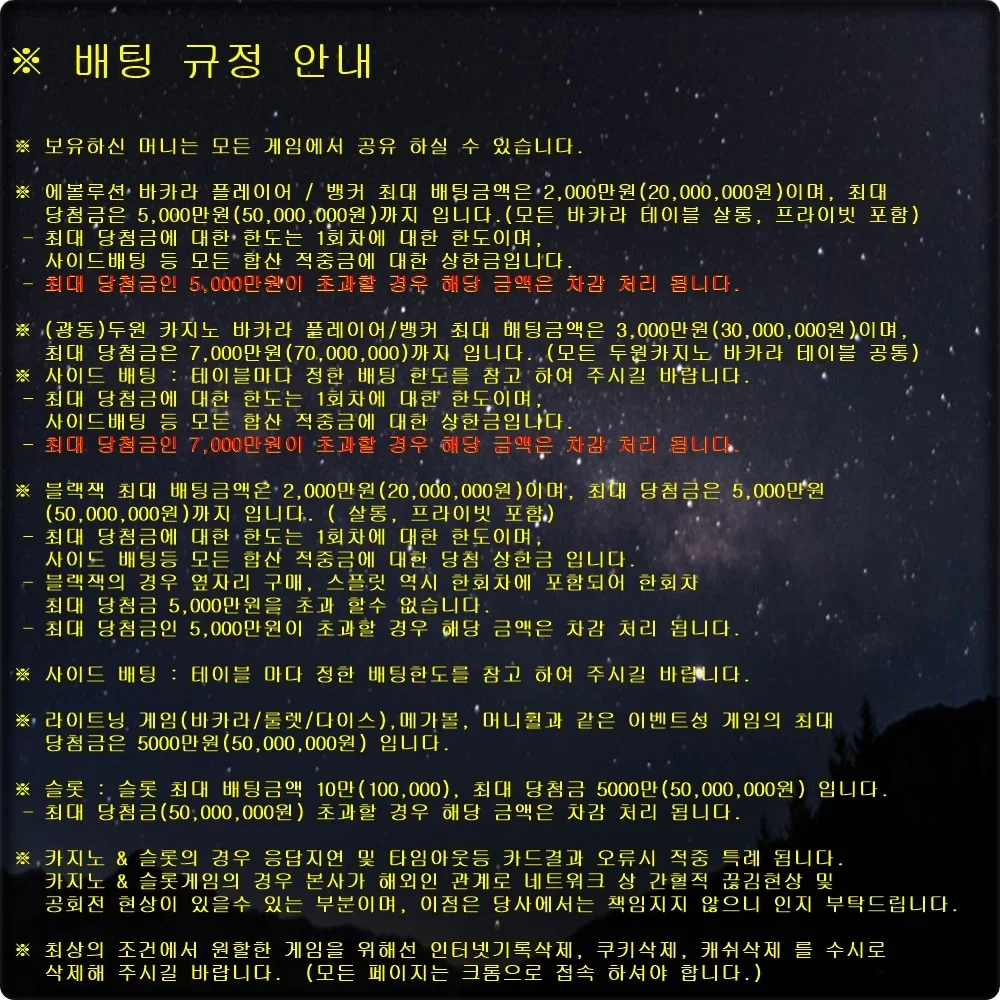 ※ 배팅 규정 안내
※ 보유하신 머니는 모든 게임에서 공유 하실 수 있습니다.
※ 에볼루션 바카라 플레이어 / 뱅커 최대 배팅금액은 2,000만원(20,000,000원)이며, 최대
당첨금은 5,000만원(50,000,000원)까지 입니다.(모든 바카라 테이블 살롱, 프라이빗 포함)
- 최대 당첨금에 대한 한도는 1회차에 대한 한도이며,
사이드배팅 등 모든 합산 적중금에 대한 상한금입니다.
- 최대 당첨금인 5,000만원이 초과할 경우 해당 금액은 차감 처리 됩니다.
※ (광동)두원 카지노 바카라 플레이어/뱅커 최대 배팅금액은 3,000만원(30,000,000원)이며,
최대 당첨금은 7,000만원(70,000,000)까자 입니다. (모든 두원카지노 바카라 테이블 공통)
※ 사이드 배팅 : 테이블마다 정한 배팅 한도를 참고 하여 주시길 바랍니다.
- 최대 당첨금에 대한 한도는 1회차에 대한 한도이며,
사이드배팅 등 모든 합산 적중금에 대한 상한금입니다.
- 최대 당첨금인 7,000만원이 초과할 경우 해당 금액은 차감 처리 됩니다.
※ 블랙잭 최대 배팅금액은 2,000만원(20,000,000원)이며, 최대 당첨금은 5,000만원
(50,000,000원)까지 입니다. ( 살롱, 프라이빗 포함)
- 최대 당첨금에 대한 한도는 1회차에 대한 한도이며,
사이드 배팅등 모든 합산 적중금에 대한 당첨 상한금 입니다.
- 블랙잭의 경우 옆자리 구매, 스플릿 역시 한회차에 포함되어 한회차
최대 당첨금 5,000만원을 초과 할수 없습니다.
- 최대 당첨금인 5,000만원이 초과할 경우 해당 금액은 차감 처리 됩니다.
※ 사이드 배팅 : 테이블 마다 정한 배팅한도를 참고 하여 주시길 바랍니다.
※ 라이트닝 게임(바카라/룰렛/다이스),메가볼, 머니휠과 같은 이벤트성 게임의 최대
당첨금은 5000만원(50,000,000원) 입니다.
※ 슬롯 : 슬롯 최대 배팅금액 10만(100,000), 최대 당첨금 5000만(50,000,000원) 입니다.
- 최대 당첨금(50,000,000원) 초과할 경우 해당 금액은 차감 처리 됩니다.
※ 카지노 & 슬롯의 경우 응답지연 및 타임아웃등 카드결과 오류시 적중 특례 됩니다.
카지노 & 슬롯게임의 경우 본사가 해외인 관계로 네트워크 상 간헐적 끊김현상 및
공회전 현상이 있을수 있는 부분이며, 이점은 당사에서는 책임지지 않으니 인지 부탁드립니다.
※ 최상의 조건에서 원할한 게임을 위해선 인터넷기록삭제, 쿠키삭제, 캐쉬삭제 를 수시로
삭제해 주시길 바랍니다. (모든 페이지는 크롬으로 접속 하셔야 합니다.)